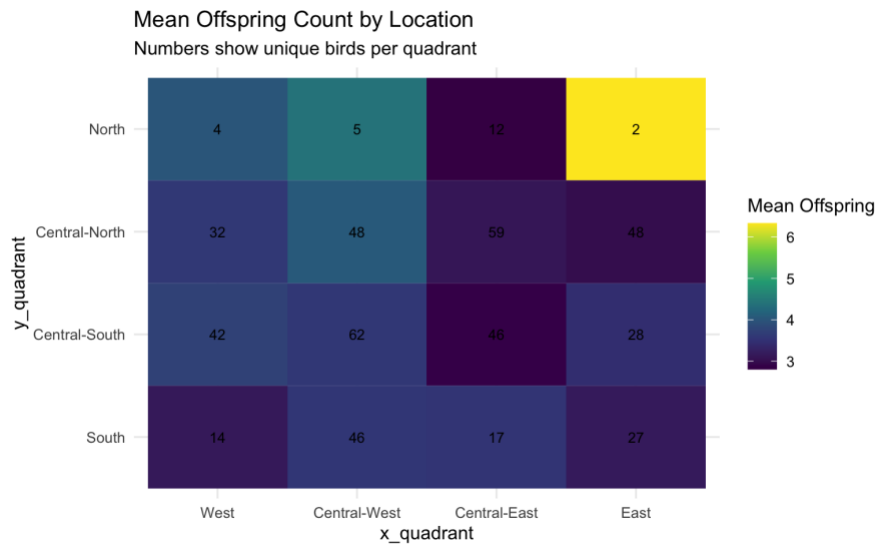 Mean Offspring Count by Location
Numbers show unique birds per quadrant
North
4 5 12 2
Central-North
32 48 59 48
Central-South
42 62 46 28
South
14 46 17 27
West Central-West Central-East East
x_quadrant
y_quadrant
Mean Offspring
6
5
4
3